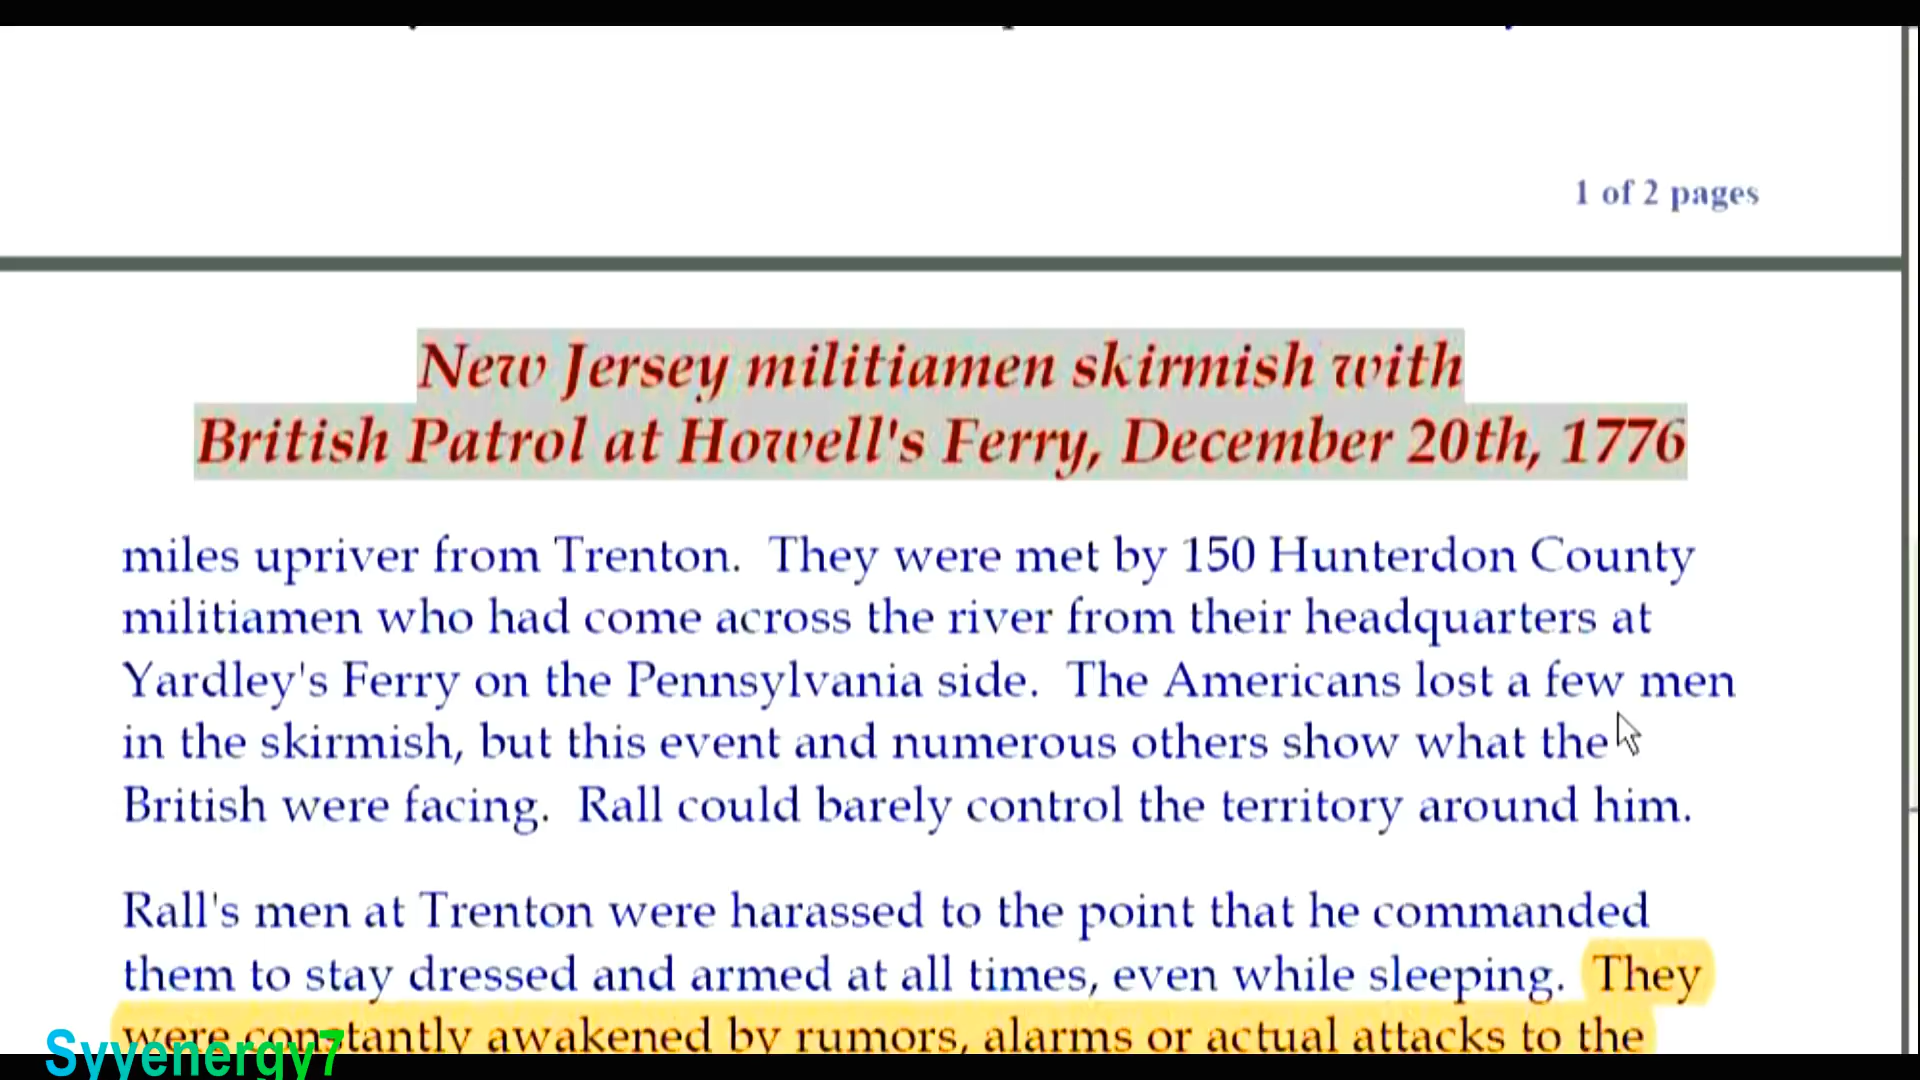 1 of 2 pages
New Jersey militiamen skirmish with
British Patrol at Howell's Ferry, December 20th, 1776
miles upriver from Trenton. They were met by 150 Hunterdon County
militiamen who had come across the river from their headquarters at
Yardley's Ferry on the Pennsylvania side. The Americans lost a few men
in the skirmish, but this event and numerous others show what the
British were facing. Rall could barely control the territory around him.
Rall's men at Trenton were harassed to the point that he commanded
them to stay dressed and armed at all times, even while sleeping. They
were constantly awakened by rumors, alarms or actual attacks to the
Syyenergy7